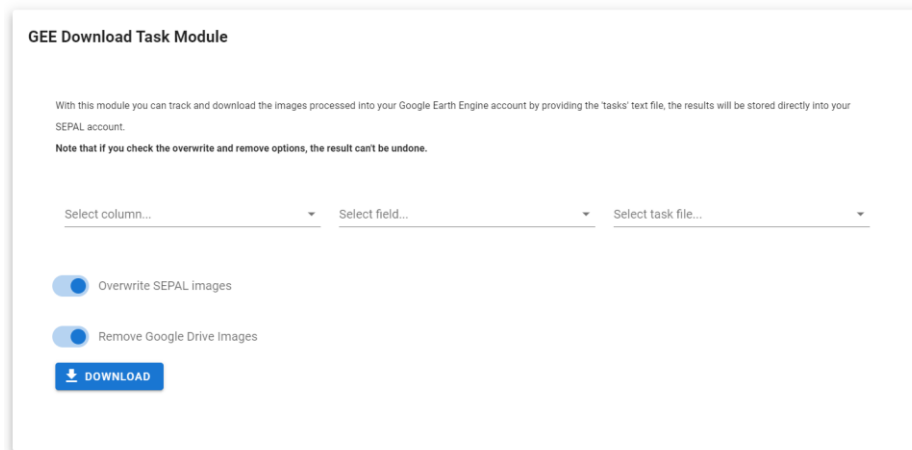 GEE Download Task Module
With this module you can track and download the images processed into your Google Earth Engine account by providing the 'tasks' text file, the results will be stored directly into your
SEPAL account.
Note that if you check the overwrite and remove options, the result can't be undone.
Select column... Select field... Select task file...
Overwrite SEPAL images
Remove Google Drive Images
DOWNLOAD